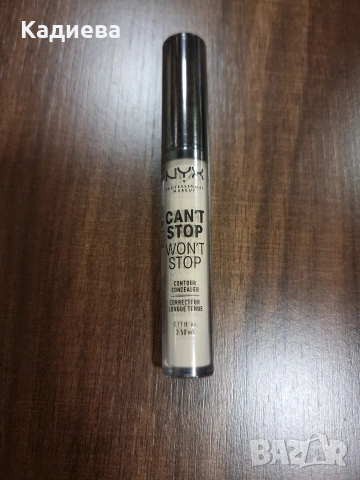 Кадиева
NYX
PROFESSIONAL
MAKEUP
CAN'T
STOP
WON'T
STOP
CONTOUR
CONCEALER
CORRECTEUR
LONGUE TENUE
0.11 fl. oz.
3.50 mL
BAZAR